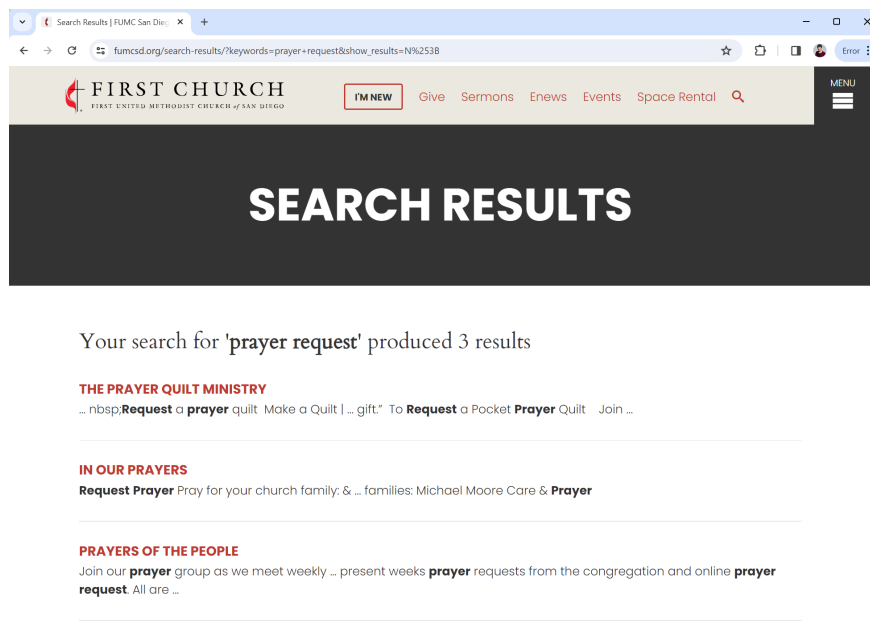 Search Results | FUMC San Dieg
fumcsd.org/search-results/?keywords=prayer+request&show_results=N%253B
Error
FIRST CHURCH
FIRST UNITED METHODIST CHURCH of SAN DIEGO
I'M NEW
Give
Sermons
Enews
Events
Space Rental
MENU
SEARCH RESULTS
Your search for 'prayer request' produced 3 results
THE PRAYER QUILT MINISTRY
... nbsp;Request a prayer quilt Make a Quilt | ... gift.” To Request a Pocket Prayer Quilt Join ...
IN OUR PRAYERS
Request Prayer Pray for your church family: & ... families: Michael Moore Care & Prayer
PRAYERS OF THE PEOPLE
Join our prayer group as we meet weekly ... present weeks prayer requests from the congregation and online prayer
request. All are ...